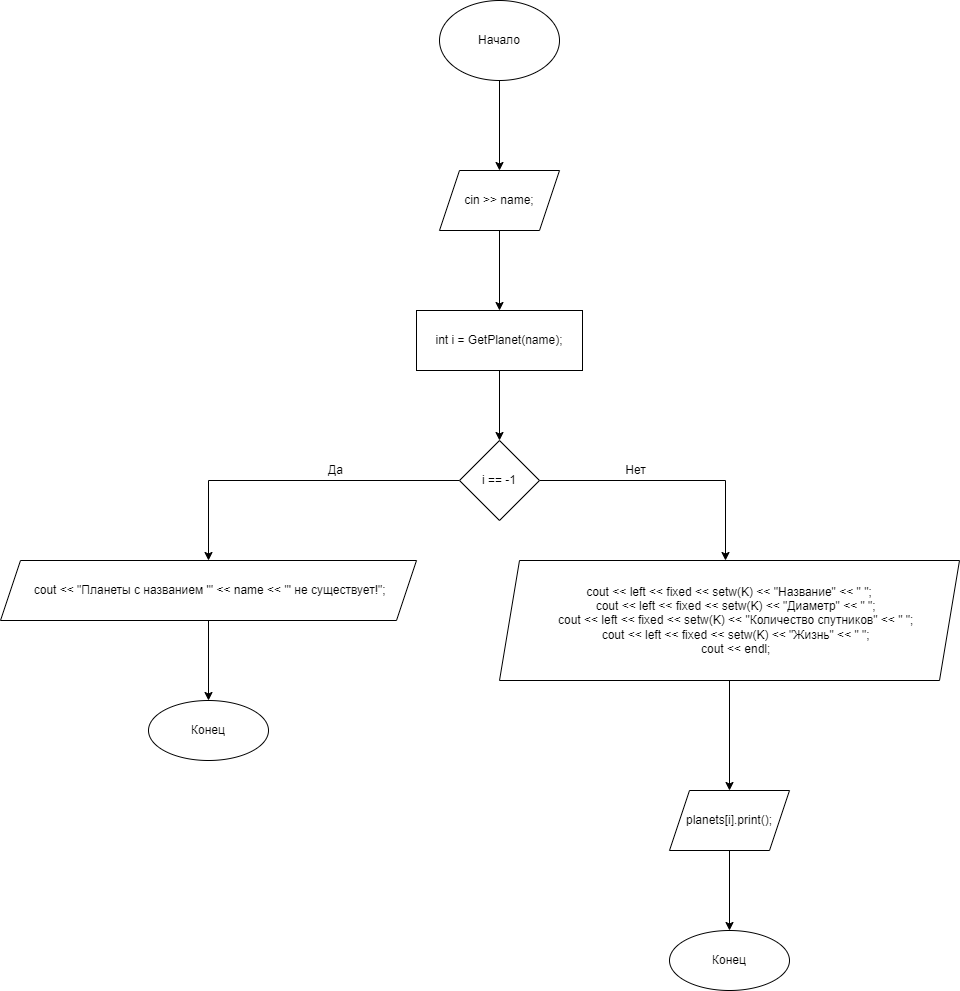 Начало
cin >> name;
int i = GetPlanet(name);
i == -1
Да
Нет
cout << "Планеты с названием '" << name << "' не существует!";
cout << left << fixed << setw(K) << "Название" << " ";
cout << left << fixed << setw(K) << "Диаметр" << " ";
cout << left << fixed << setw(K) << "Количество спутников" << " ";
cout << left << fixed << setw(K) << "Жизнь" << " ";
cout << endl;
Конец
planets[i].print();
Конец